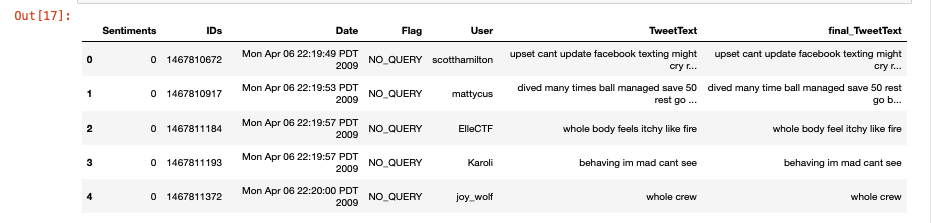 Out[17]:
Sentiments IDs Date Flag User TweetText final_TweetText
0 0 1467810672 Mon Apr 06 22:19:49 PDT 2009 NO_QUERY scotthamilton upset cant update facebook texting might cry r... upset cant update facebook texting might cry r...
1 0 1467810917 Mon Apr 06 22:19:53 PDT 2009 NO_QUERY mattycus dived many times ball managed save 50 rest go ... dived many time ball managed save 50 rest go b...
2 0 1467811184 Mon Apr 06 22:19:57 PDT 2009 NO_QUERY ElleCTF whole body feels itchy like fire whole body feel itchy like fire
3 0 1467811193 Mon Apr 06 22:19:57 PDT 2009 NO_QUERY Karoli behaving im mad cant see behaving im mad cant see
4 0 1467811372 Mon Apr 06 22:20:00 PDT 2009 NO_QUERY joy_wolf whole crew whole crew